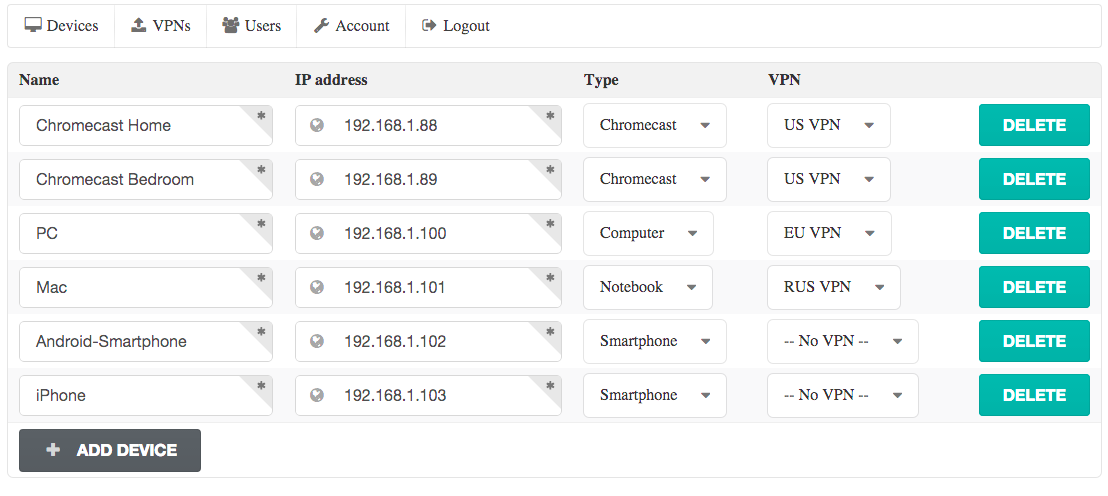 Devices VPNs Users Account Logout
Name IP address Type VPN
Chromecast Home * 192.168.1.88 * Chromecast US VPN DELETE
Chromecast Bedroom * 192.168.1.89 * Chromecast US VPN DELETE
PC * 192.168.1.100 * Computer EU VPN DELETE
Mac * 192.168.1.101 * Notebook RUS VPN DELETE
Android-Smartphone * 192.168.1.102 * Smartphone -- No VPN -- DELETE
iPhone * 192.168.1.103 * Smartphone -- No VPN -- DELETE
+ ADD DEVICE